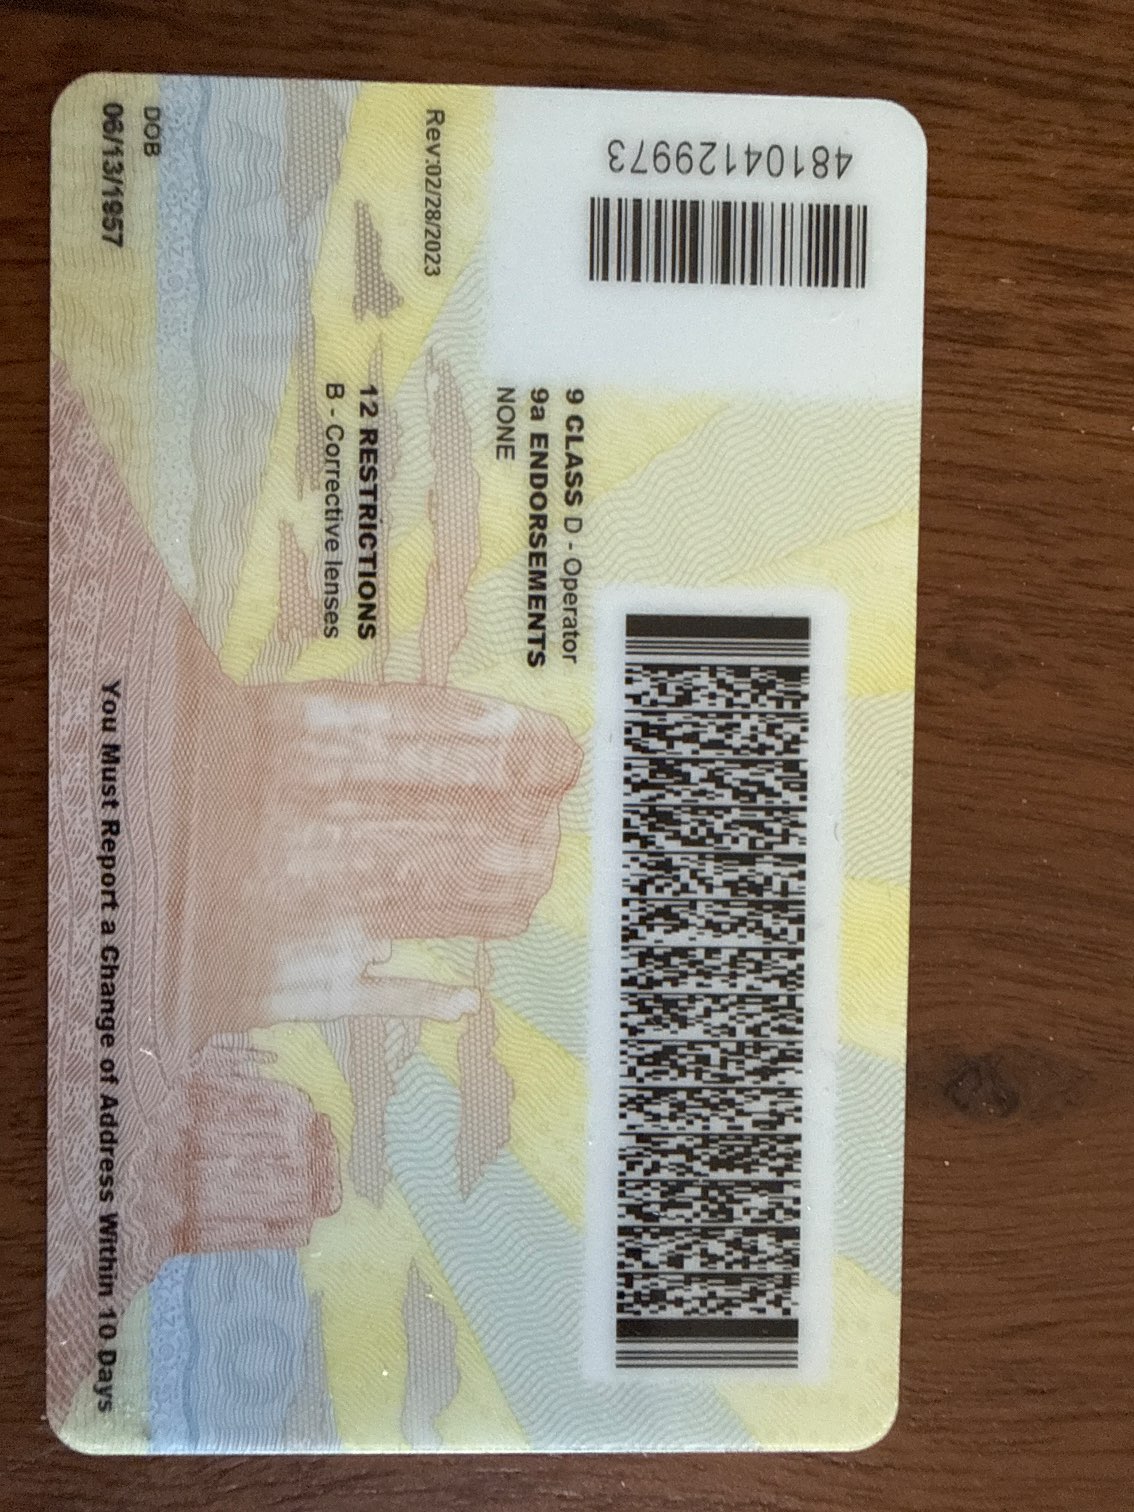 48104129973
9 CLASS D - Operator
9a ENDORSEMENTS
NONE
Rev:02/28/2023
12 RESTRICTIONS
B - Corrective lenses
DOB
06/13/1957
You Must Report a Change of Address Within 10 Days